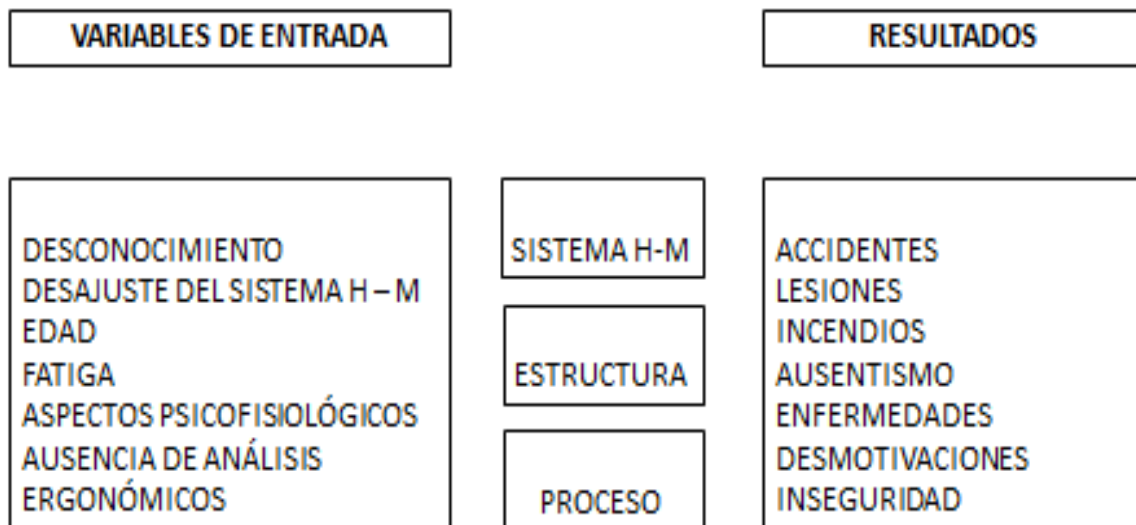 VARIABLES DE ENTRADA
RESULTADOS
DESCONOCIMIENTO
DESAJUSTE DEL SISTEMA H – M
EDAD
FATIGA
ASPECTOS PSICOFISIOLÓGICOS
AUSENCIA DE ANÁLISIS
ERGONÓMICOS
SISTEMA H-M
ESTRUCTURA
PROCESO
ACCIDENTES
LESIONES
INCENDIOS
AUSENTISMO
ENFERMEDADES
DESMOTIVACIONES
INSEGURIDAD